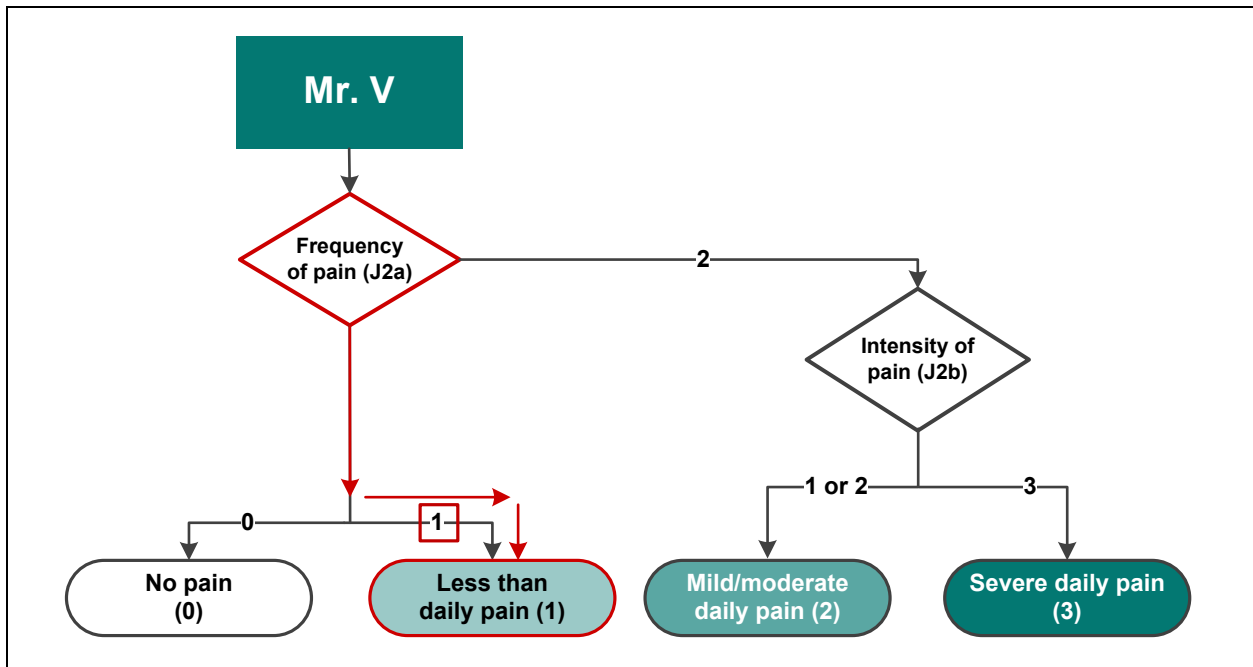 Mr. V
Frequency
of pain (J2a)
2
Intensity of
pain (J2b)
0
1
1 or 2
3
No pain
(0)
Less than
daily pain (1)
Mild/moderate
daily pain (2)
Severe daily pain
(3)